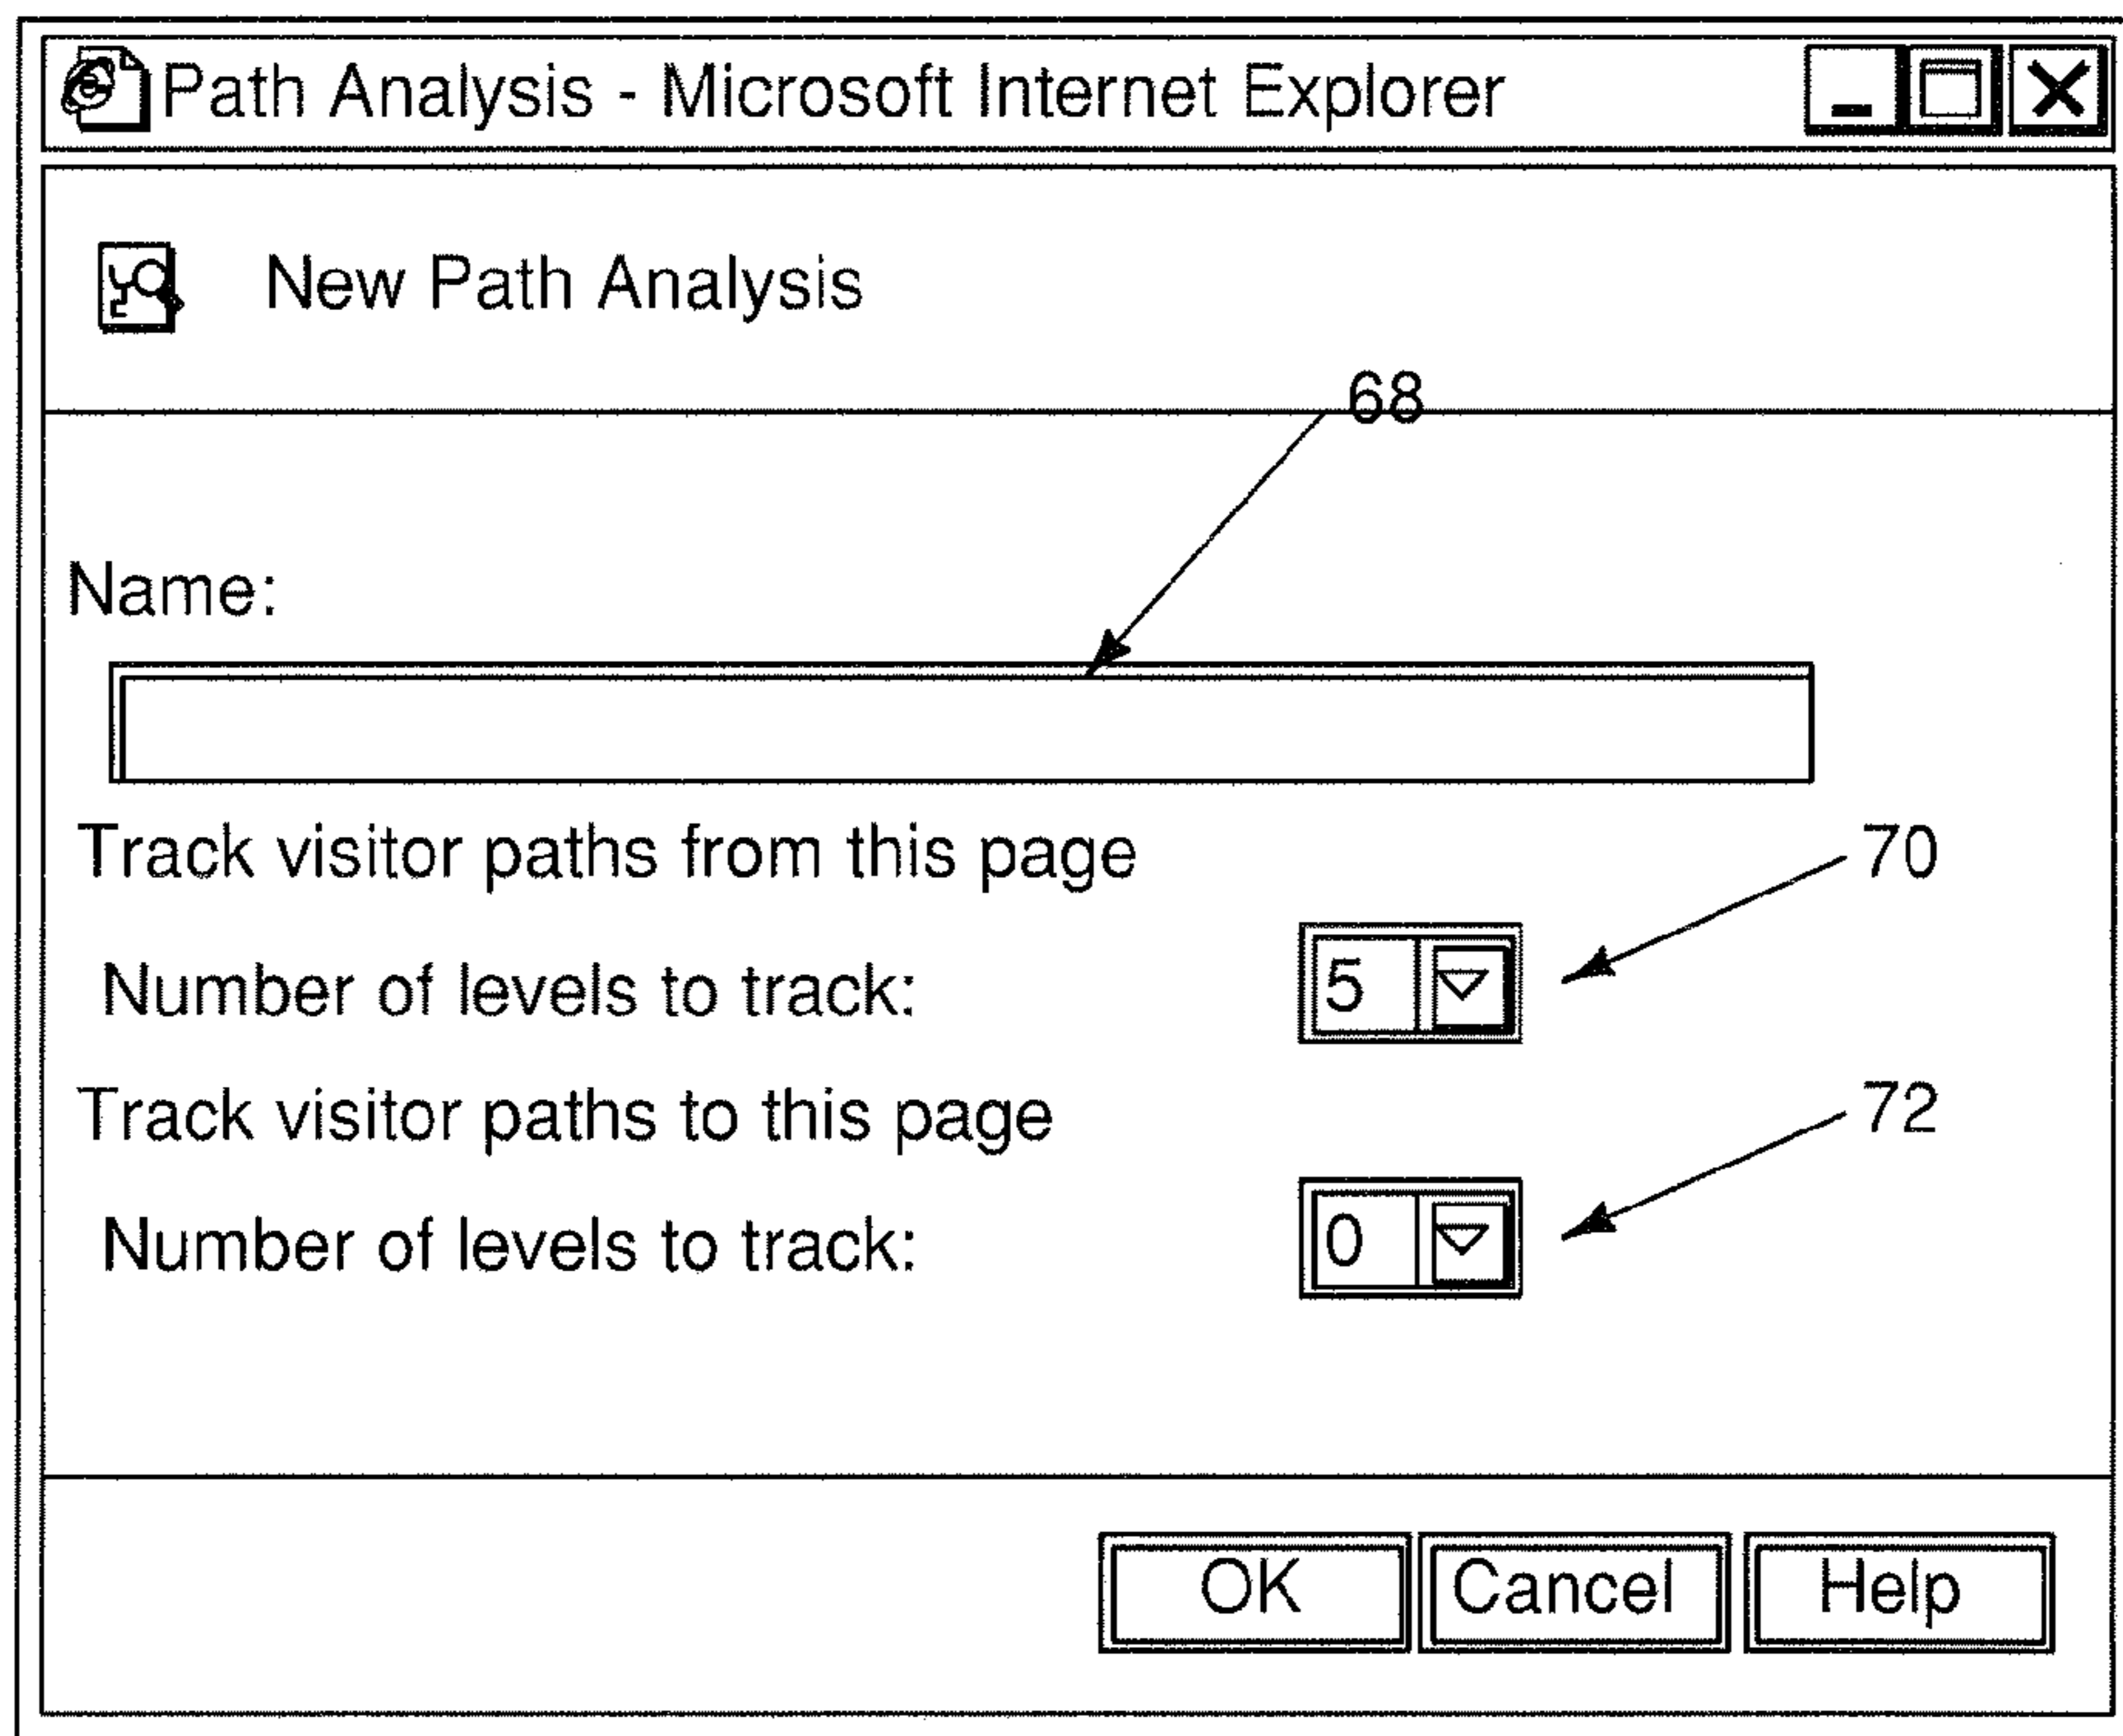 Path Analysis - Microsoft Internet Explorer
New Path Analysis
68
Name:
Track visitor paths from this page
70
Number of levels to track:
5
Track visitor paths to this page
72
Number of levels to track:
0
OK
Cancel
Help